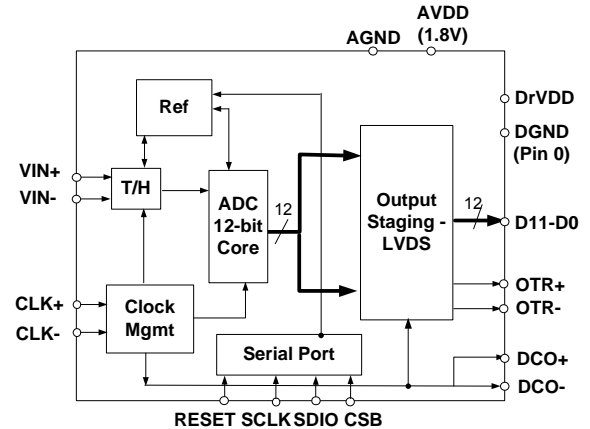 AVDD
AGND (1.8V)
Ref
DrVDD
DGND
(Pin 0)
VIN+
VIN-
T/H
ADC
12-bit
Core
12
Output
Staging -
LVDS
12
D11-D0
OTR+
OTR-
CLK+
CLK-
Clock
Mgmt
Serial Port
DCO+
DCO-
RESET SCLK SDIO CSB